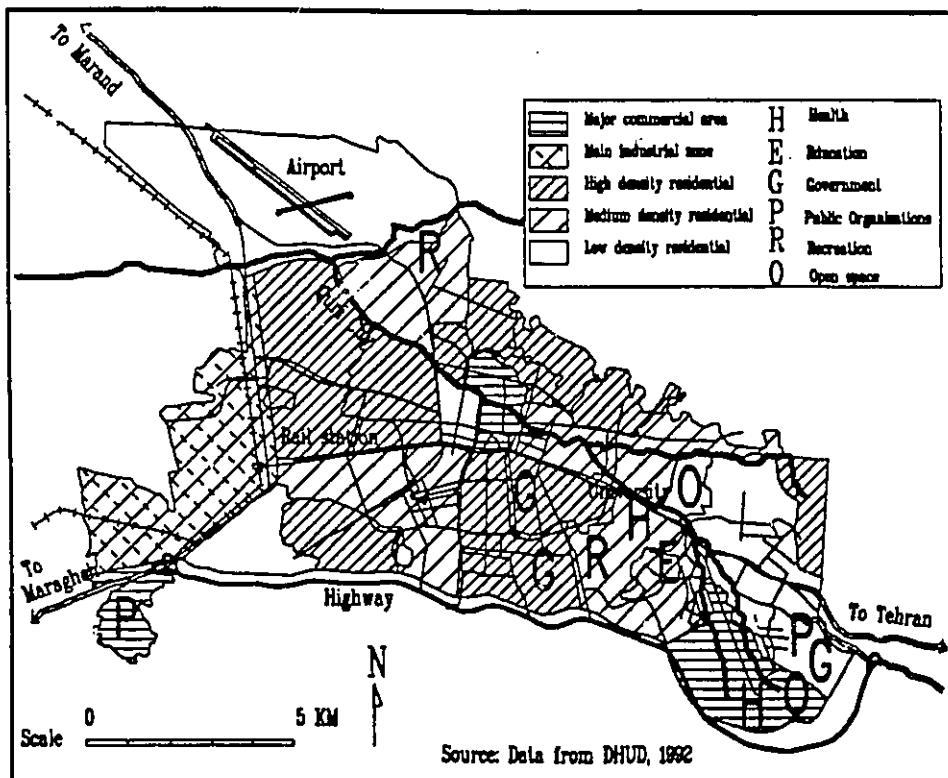 To Marand
Airport
Major commercial area
Main industrial zone
High density residential
Medium density residential
Low density residential
H Health
E Education
G Government
P Public Organisations
R Recreation
O Open space
R
Rail station
G
University
O
H
G
R
E
To
Maragheh
Highway
P
To Tehran
P
G
H
O
N
0
5 KM
Scale
Source: Data from DHUD, 1992